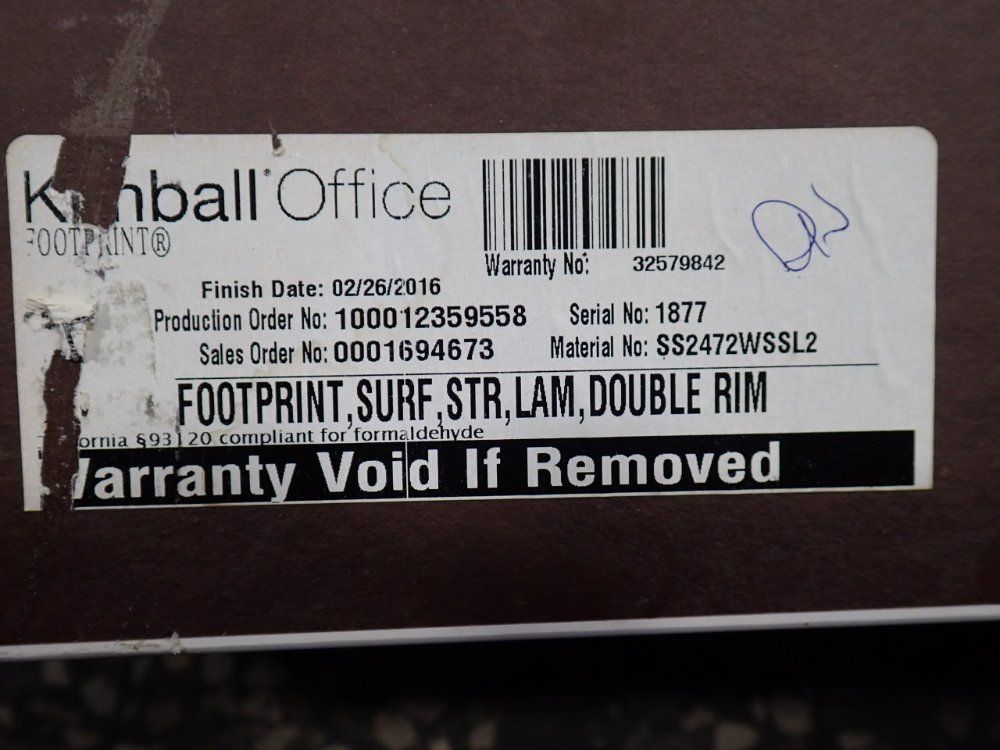 Kimball® Office
FOOTPRINT®
Warranty No: 32579842
Finish Date: 02/26/2016
Production Order No: 100012359558 Serial No: 1877
Sales Order No: 0001694673 Material No: SS2472WSSL2
FOOTPRINT,SURF,STR,LAM,DOUBLE RIM
California §93120 compliant for formaldehyde
Warranty Void If Removed